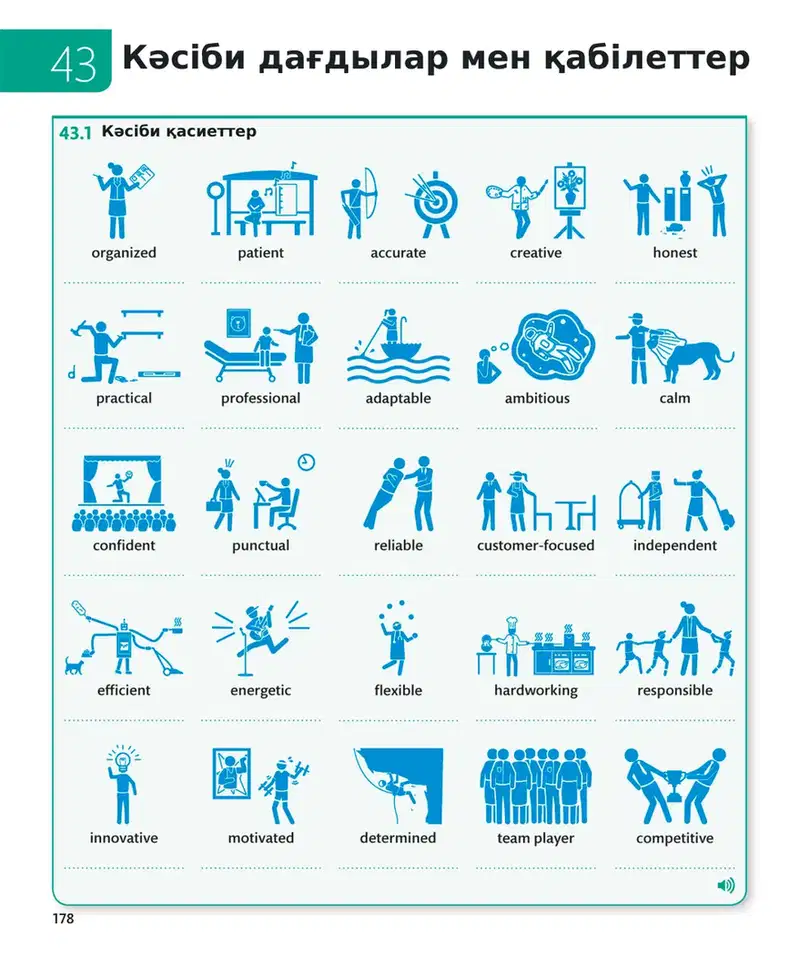 43
Кәсіби дағдылар мен қабілеттер
43.1 Кәсіби қасиеттер
organized patient accurate creative honest
practical professional adaptable ambitious calm
confident punctual reliable customer-focused independent
efficient energetic flexible hardworking responsible
innovative motivated determined team player competitive
178